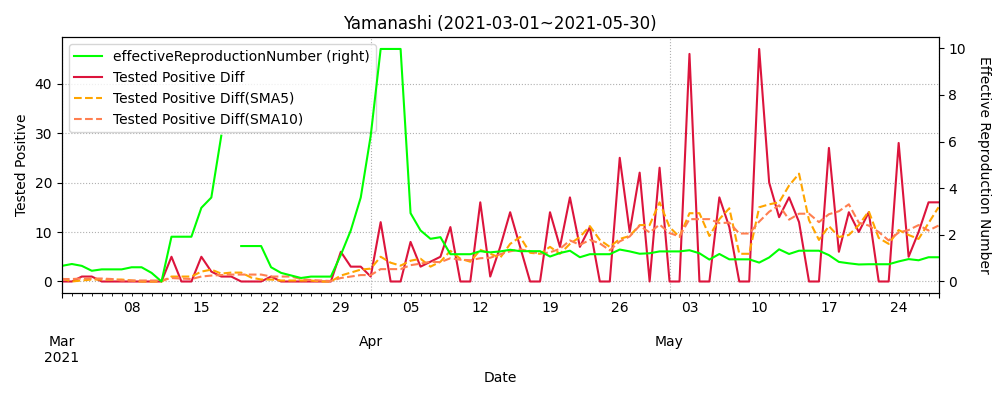 Yamanashi (2021-03-01~2021-05-30)
effectiveReproductionNumber (right)
Tested Positive Diff
Tested Positive Diff(SMA5)
Tested Positive Diff(SMA10)
Tested Positive
40
30
20
10
0
10
8
6
4
2
0
Effective Reproduction Number
08 15 22 29 05 12 19 26 03 10 17 24
Mar Apr May
2021
Date